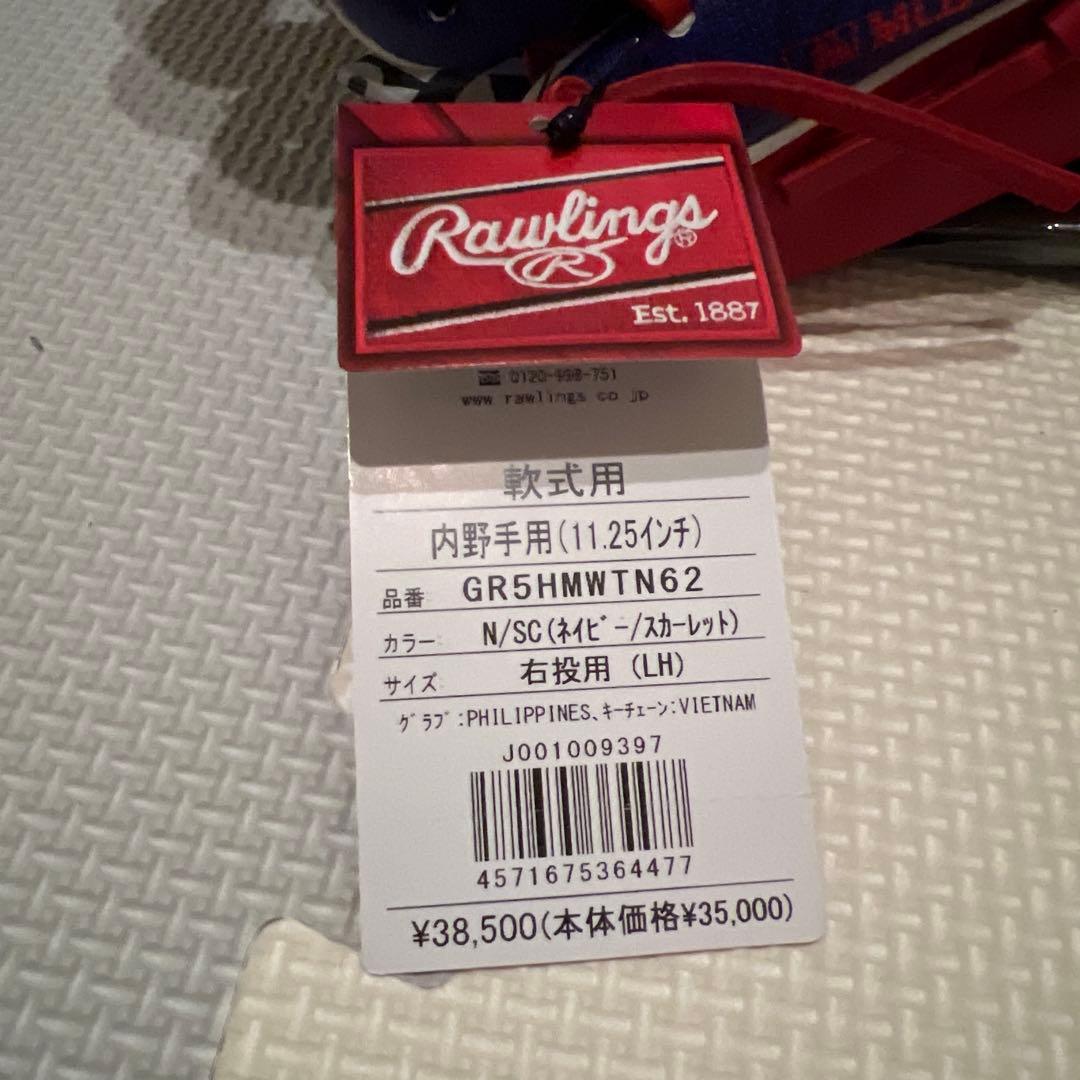 Rawlings
R
Est. 1887
www rawlings co jp
軟式用
内野手用(11.25インチ)
品番 GR5HMWTN62
カラー N/SC(ネイビー/スカーレット)
サイズ 右投用 (LH)
グラブ:PHILIPPINES、キーチェーン:VIETNAM
J001009397
4571675364477
¥38,500(本体価格¥35,000)